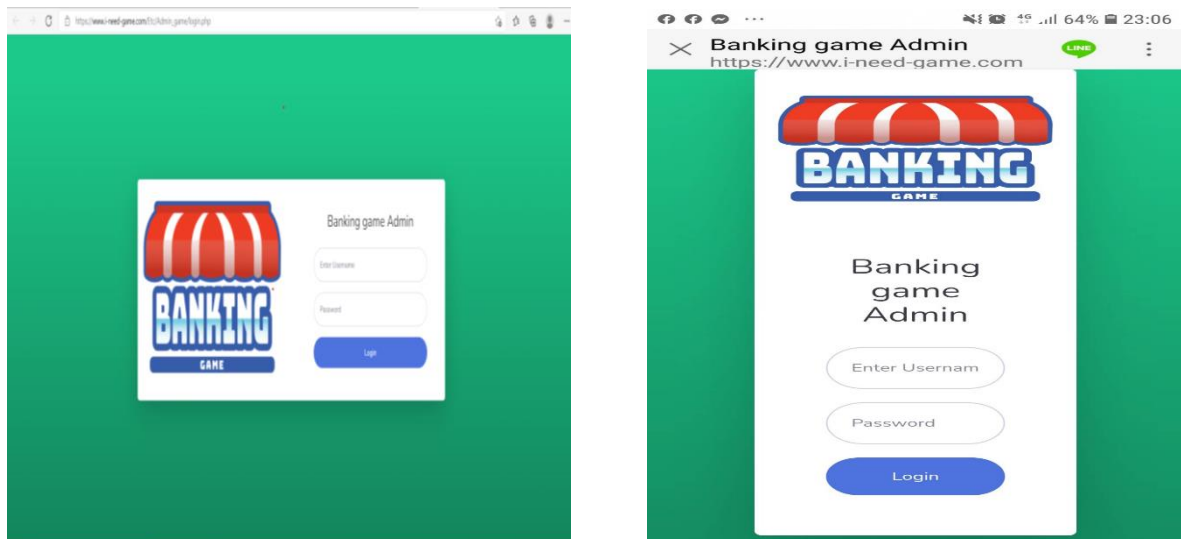 BANKING
GAME
Banking game Admin
Enter Username
Password
Login
4G 64% 23:06
Banking game Admin
LINE
https://www.i-need-game.com
BANKING
GAME
Banking
game
Admin
Enter Usernam
Password
Login